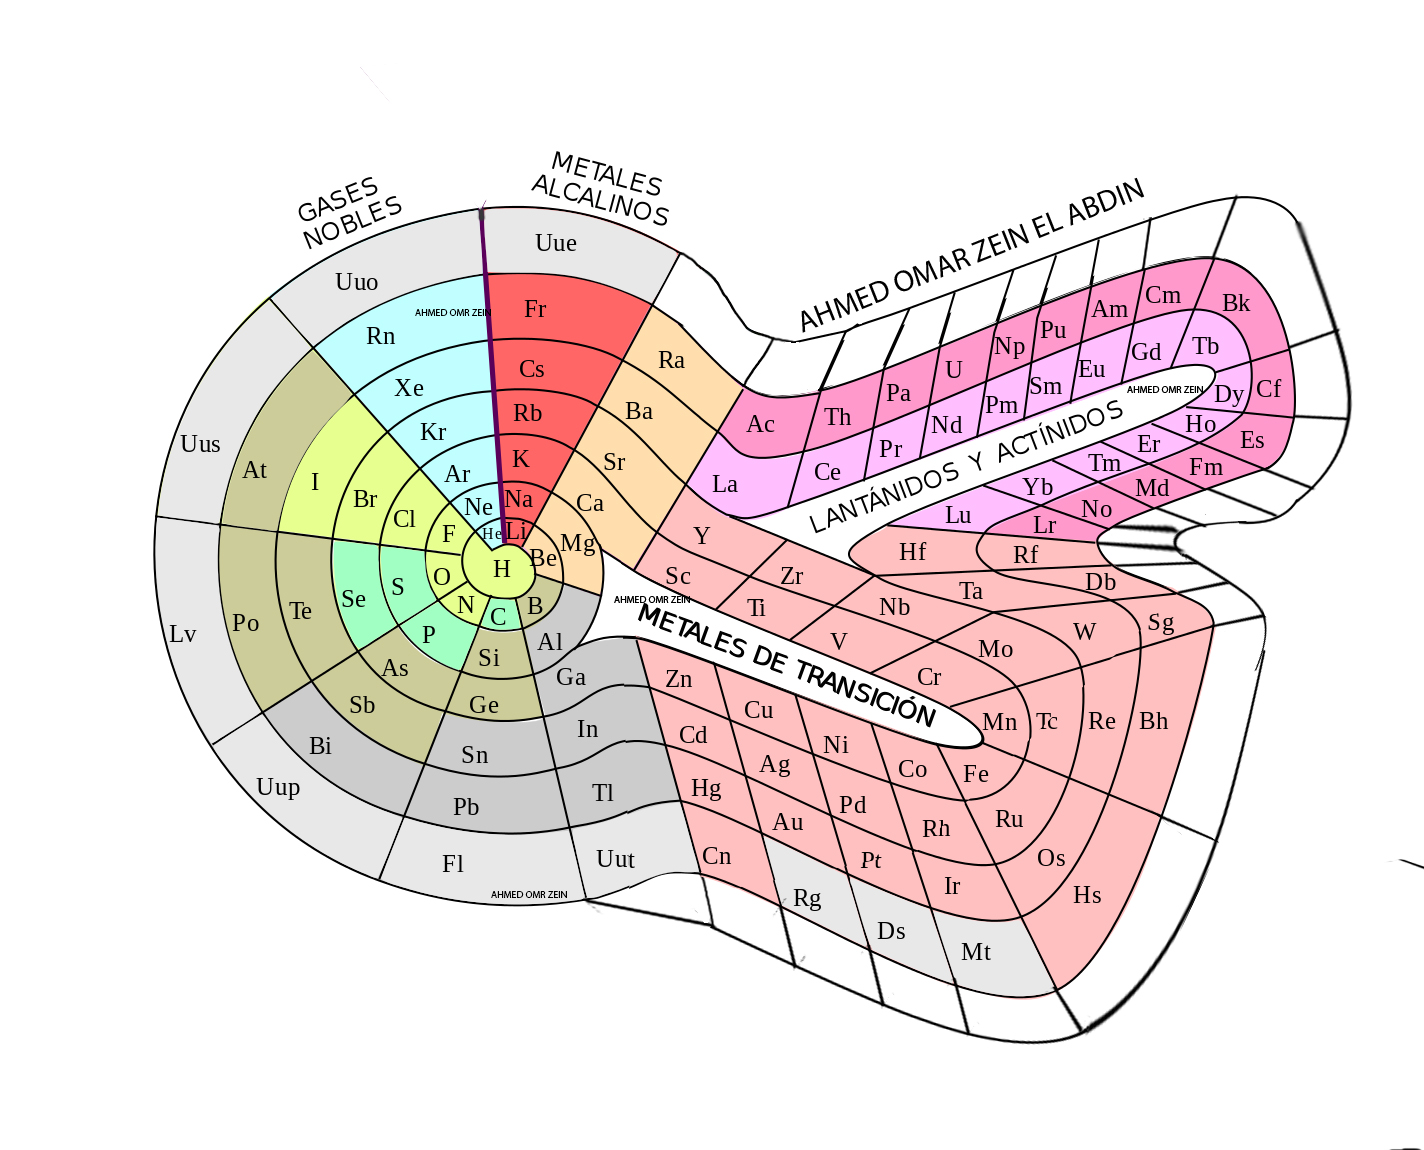 METALES
ALCALINOS
GASES
NOBLES
AHMED OMAR ZEIN EL ABDIN
Uue
Uuo
Fr
AHMED OMR ZEIN
Rn
Cm
Bk
Am
Pu
Np
Gd
Tb
Ra
Cs
U
Eu
Xe
Sm
AHMED OMR ZEIN
Dy
Cf
Pa
Pm
Ba
Rb
Th
Ac
Nd
LANTÁNIDOS Y ACTÍNIDOS
Ho
Kr
Uus
Pr
Er
Es
K
Sr
At
Ar
Ce
Tm
Fm
I
La
Yb
Md
Br
Na
Ca
Ne
No
Cl
Lu
Lr
F
He
Li
Y
Mg
Be
Hf
Rf
H
O
Sc
Zr
Db
S
Ta
Se
AHMED OMR ZEIN
N
B
Ti
Nb
Te
C
METALES DE TRANSICIÓN
Po
Sg
Lv
P
W
Al
V
Mo
Si
As
Ga
Zn
Cr
Sb
Ge
Cu
Mn
Tc
Re
Bh
In
Cd
Bi
Ni
Sn
Ag
Co
Fe
Uup
Tl
Hg
Pb
Pd
Au
Rh
Ru
Fl
Uut
Cn
Pt
Os
AHMED OMR ZEIN
Rg
Ir
Hs
Ds
Mt